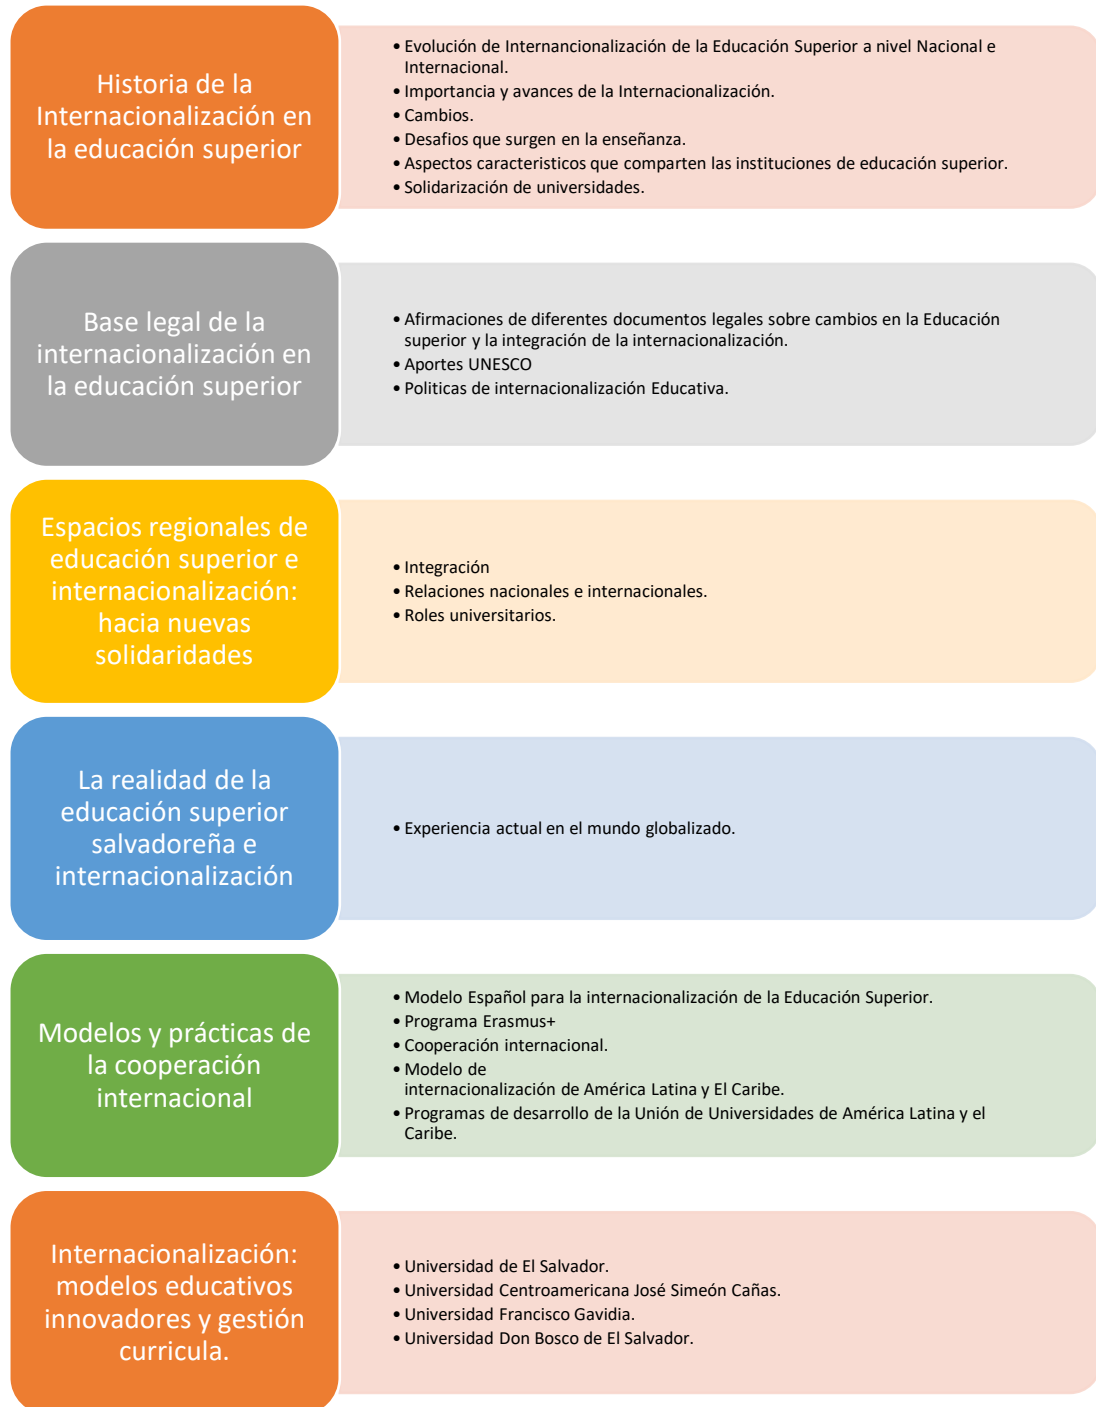 Historia de la
Internacionalización en
la educación superior
• Evolución de Internancionalización de la Educación Superior a nivel Nacional e
Internacional.
• Importancia y avances de la Internacionalización.
• Cambios.
• Desafios que surgen en la enseñanza.
• Aspectos caracteristicos que comparten las instituciones de educación superior.
• Solidarización de universidades.
Base legal de la
internacionalización en
la educación superior
• Afirmaciones de diferentes documentos legales sobre cambios en la Educación
superior y la integración de la internacionalización.
• Aportes UNESCO
• Politicas de internacionalización Educativa.
Espacios regionales de
educación superior e
internacionalización:
hacia nuevas
solidaridades
• Integración
• Relaciones nacionales e internacionales.
• Roles universitarios.
La realidad de la
educación superior
salvadoreña e
internacionalización
• Experiencia actual en el mundo globalizado.
Modelos y prácticas de
la cooperación
internacional
• Modelo Español para la internacionalización de la Educación Superior.
• Programa Erasmus+
• Cooperación internacional.
• Modelo de
internacionalización de América Latina y El Caribe.
• Programas de desarrollo de la Unión de Universidades de América Latina y el
Caribe.
Internacionalización:
modelos educativos
innovadores y gestión
curricula.
• Universidad de El Salvador.
• Universidad Centroamericana José Simeón Cañas.
• Universidad Francisco Gavidia.
• Universidad Don Bosco de El Salvador.